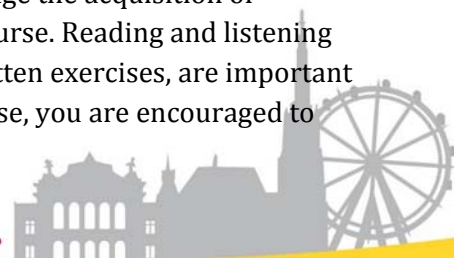 ge the acquisition of
urse. Reading and listening
tten exercises, are important
se, you are encouraged to